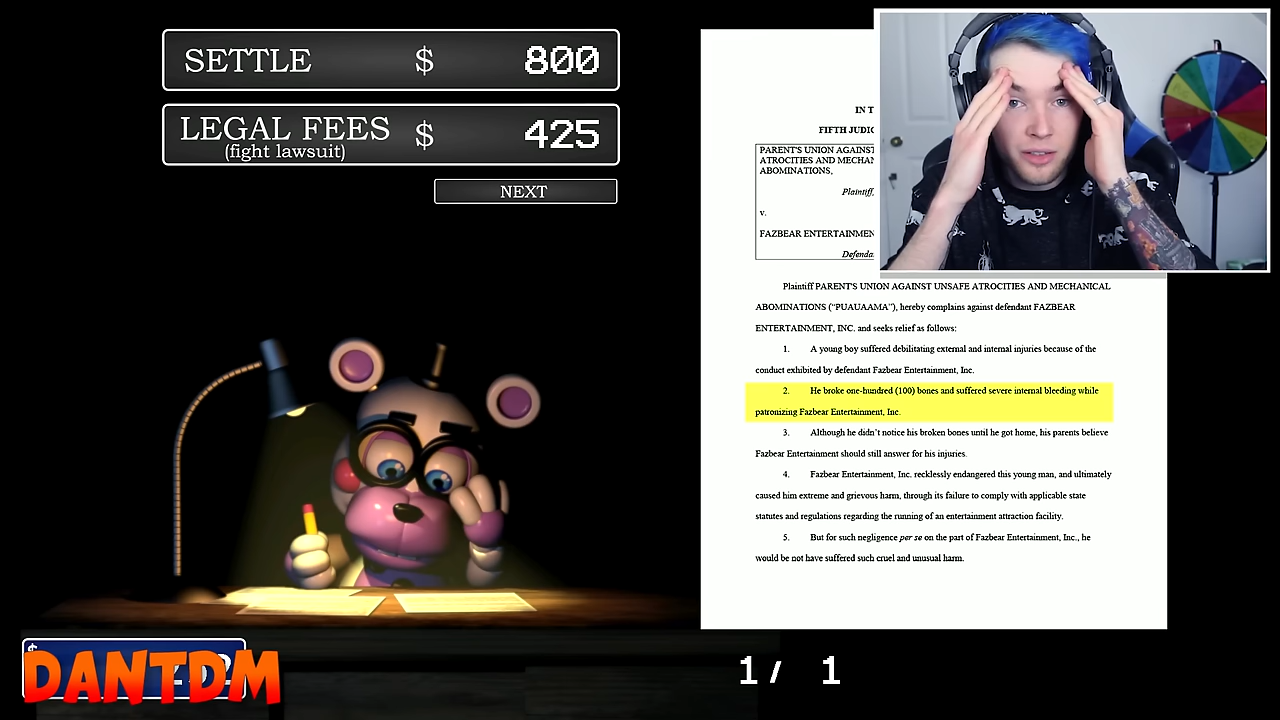 SETTLE $ 800
LEGAL FEES $ 425
(fight lawsuit)
NEXT
IN T
FIFTH JUDIC
PARENT'S UNION AGAINST
ATROCITIES AND MECHAN
ABOMINATIONS,
Plaintiff,
v.
FAZBEAR ENTERTAINMEN
Defenda
Plaintiff PARENT'S UNION AGAINST UNSAFE ATROCITIES AND MECHANICAL
ABOMINATIONS (“PUAUAAMA”), hereby complains against defendant FAZBEAR
ENTERTAINMENT, INC. and seeks relief as follows:
1. A young boy suffered debilitating external and internal injuries because of the
conduct exhibited by defendant Fazbear Entertainment, Inc.
2. He broke one-hundred (100) bones and suffered severe internal bleeding while
patronizing Fazbear Entertainment, Inc.
3. Although he didn’t notice his broken bones until he got home, his parents believe
Fazbear Entertainment should still answer for his injuries.
4. Fazbear Entertainment, Inc. recklessly endangered this young man, and ultimately
caused him extreme and grievous harm, through its failure to comply with applicable state
statutes and regulations regarding the running of an entertainment attraction facility.
5. But for such negligence per se on the part of Fazbear Entertainment, Inc., he
would be not have suffered such cruel and unusual harm.
$
DANTDM
1 / 1